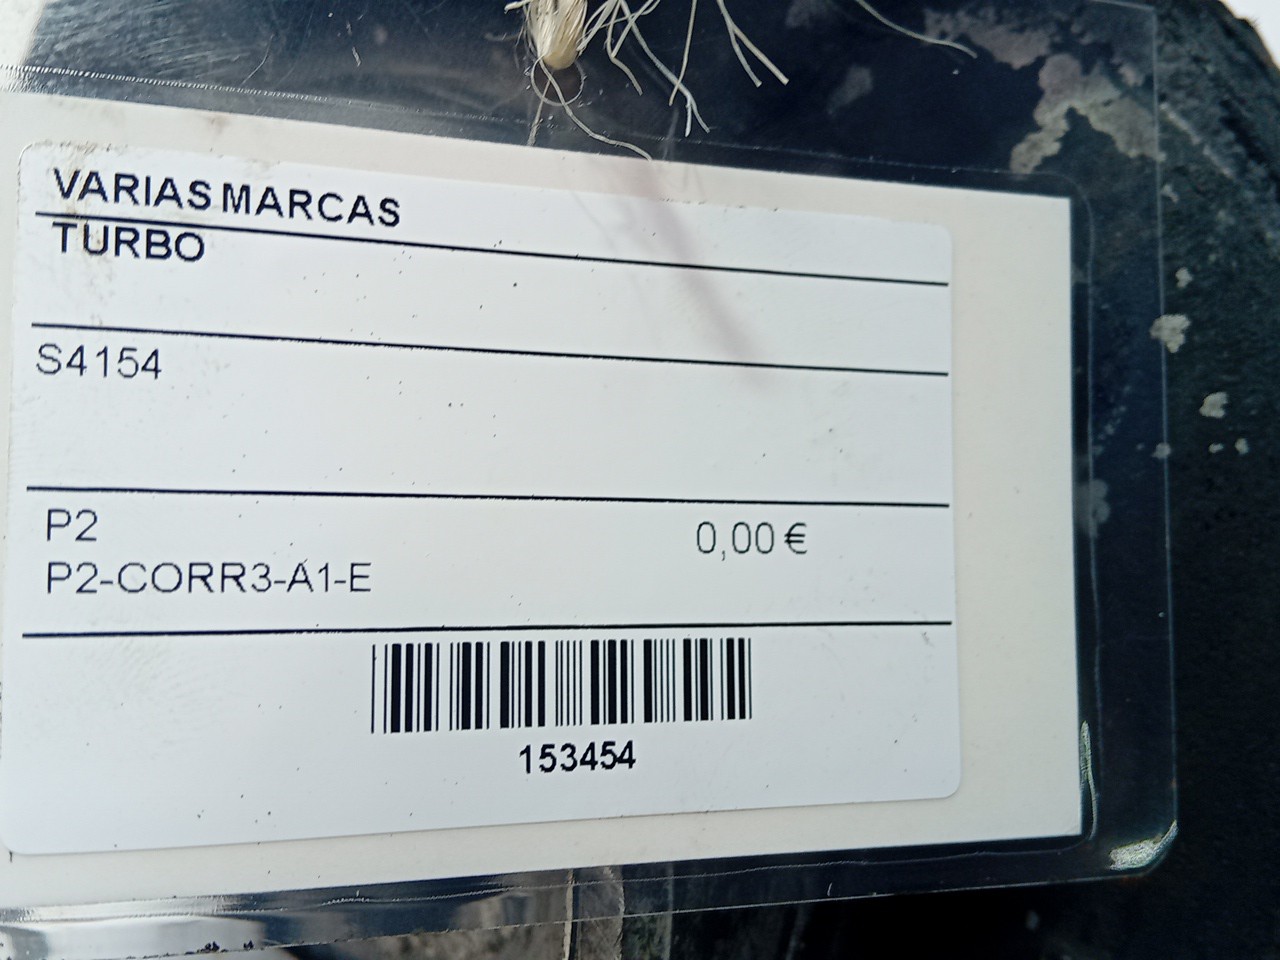 VARIAS MARCAS
TURBO
S4154
P2
0,00 €
P2-CORR3-A1-E
153454